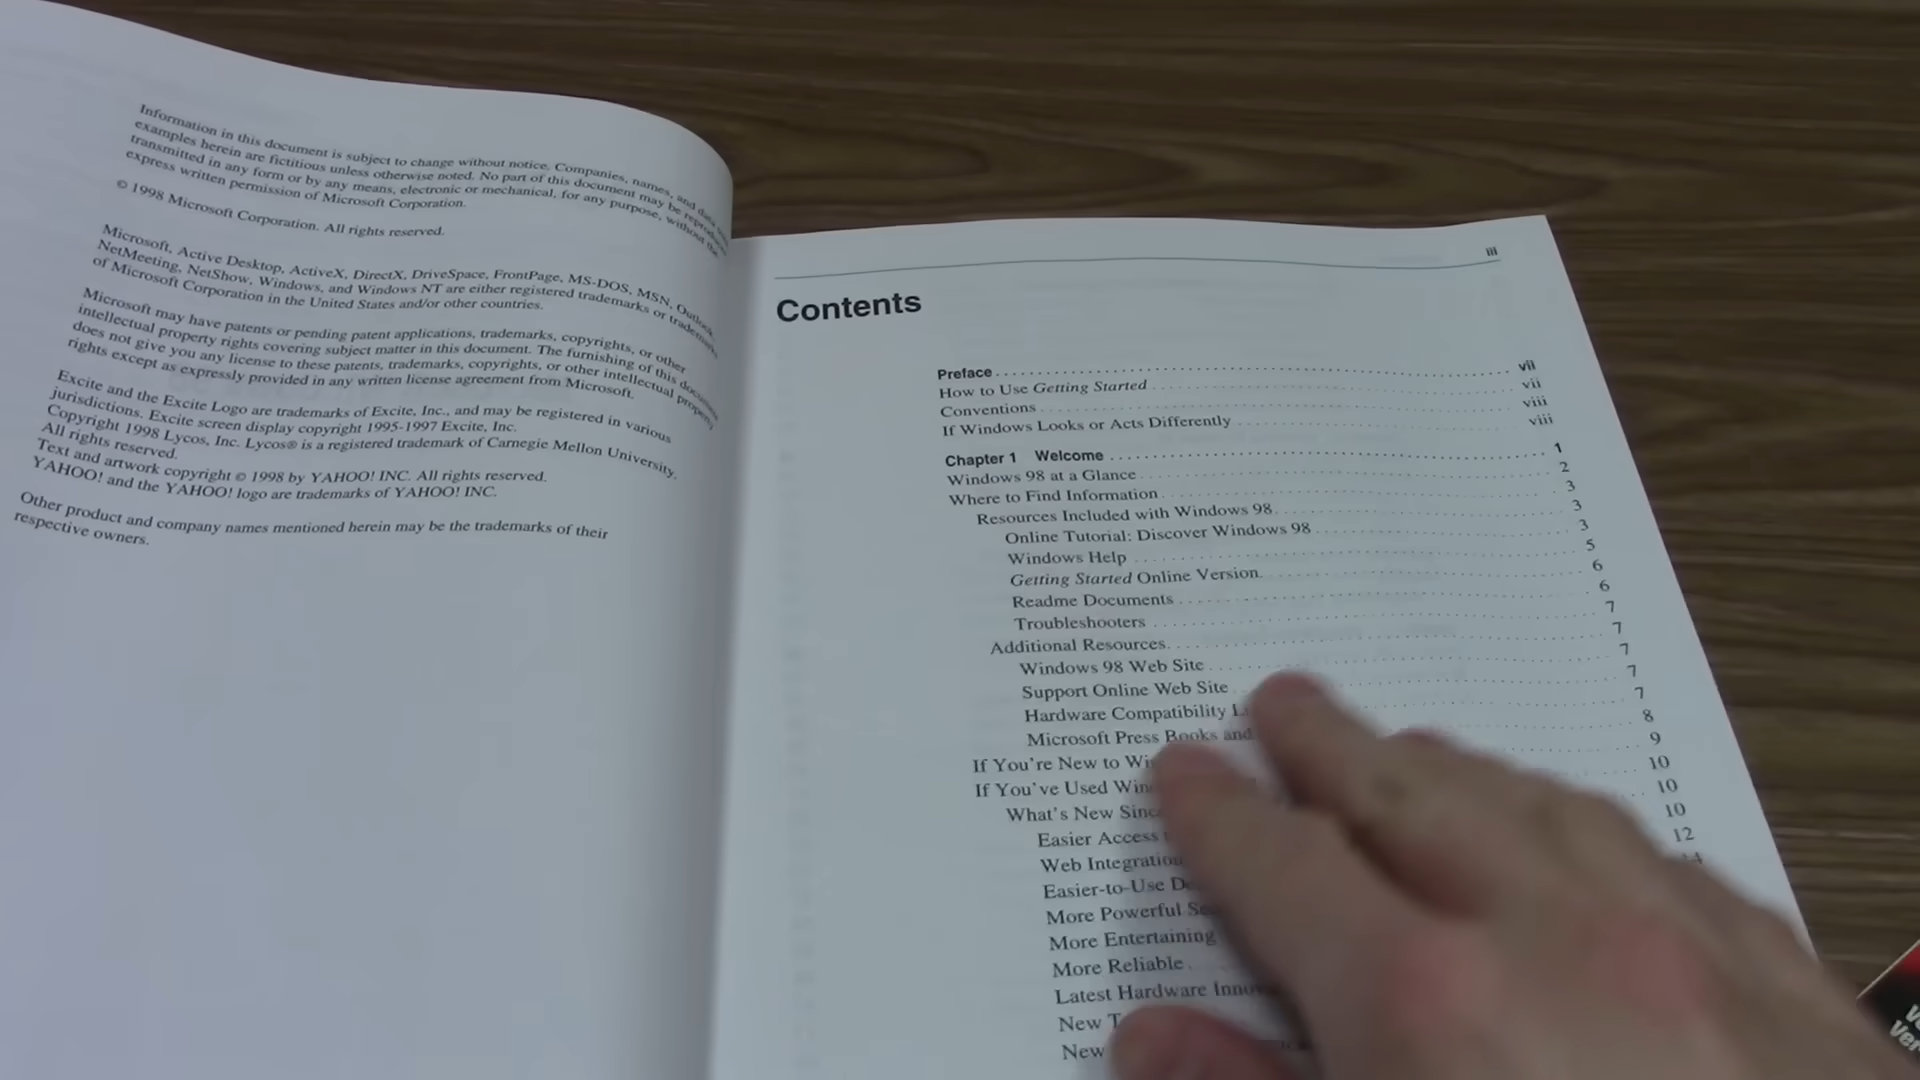 Information in this document is subject to change without notice. Companies, names, and data
examples herein are fictitious unless otherwise noted. No part of this document may be reproduced
transmitted in any form or by any means, electronic or mechanical, for any purpose, without the
express written permission of Microsoft Corporation.
© 1998 Microsoft Corporation. All rights reserved.
Microsoft, Active Desktop, ActiveX, DirectX, DriveSpace, FrontPage, MS-DOS, MSN, Outlook
NetMeeting, NetShow, Windows, and Windows NT are either registered trademarks or trademarks
of Microsoft Corporation in the United States and/or other countries.
Microsoft may have patents or pending patent applications, trademarks, copyrights, or other
intellectual property rights covering subject matter in this document. The furnishing of this document
does not give you any license to these patents, trademarks, copyrights, or other intellectual property
rights except as expressly provided in any written license agreement from Microsoft.
Excite and the Excite Logo are trademarks of Excite, Inc., and may be registered in various
jurisdictions. Excite screen display copyright 1995-1997 Excite, Inc.
Copyright 1998 Lycos, Inc. Lycos® is a registered trademark of Carnegie Mellon University.
All rights reserved.
Text and artwork copyright © 1998 by YAHOO! INC. All rights reserved.
YAHOO! and the YAHOO! logo are trademarks of YAHOO! INC.
Other product and company names mentioned herein may be the trademarks of their
respective owners.
iii
Contents
Preface vii
How to Use Getting Started vii
Conventions viii
If Windows Looks or Acts Differently viii
Chapter 1 Welcome 1
Windows 98 at a Glance 2
Where to Find Information 3
Resources Included with Windows 98 3
Online Tutorial: Discover Windows 98 3
Windows Help 5
Getting Started Online Version 6
Readme Documents 6
Troubleshooters 7
Additional Resources 7
Windows 98 Web Site 7
Support Online Web Site 7
Hardware Compatibility 7
Microsoft Press Books and 8
If You're New to 9
If You've Used 10
What's New 10
Easier Access 10
Web Integration 12
Easier-to-Use 14
More Powerful
More Entertaining
More Reliable
Latest Hardware
New
New